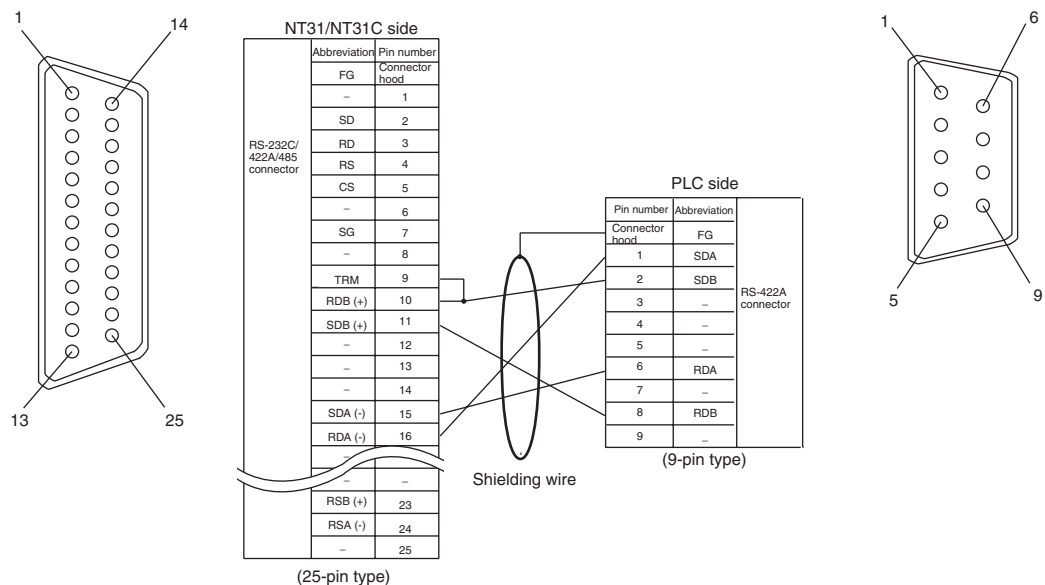 1
14
13
25
NT31/NT31C side
Abbreviation Pin number
RS-232C/
422A/485
connector
FG Connector
hood
– 1
SD 2
RD 3
RS 4
CS 5
– 6
SG 7
– 8
TRM 9
RDB (+) 10
SDB (+) 11
– 12
– 13
– 14
SDA (-) 15
RDA (-) 16
–
– –
RSB (+) 23
RSA (-) 24
– 25
(25-pin type)
Shielding wire
PLC side
Pin number Abbreviation
Connector
hood FG
1 SDA
2 SDB
3 –
4 –
5 –
6 RDA
7 –
8 RDB
9 –
RS-422A
connector
(9-pin type)
1
6
5
9